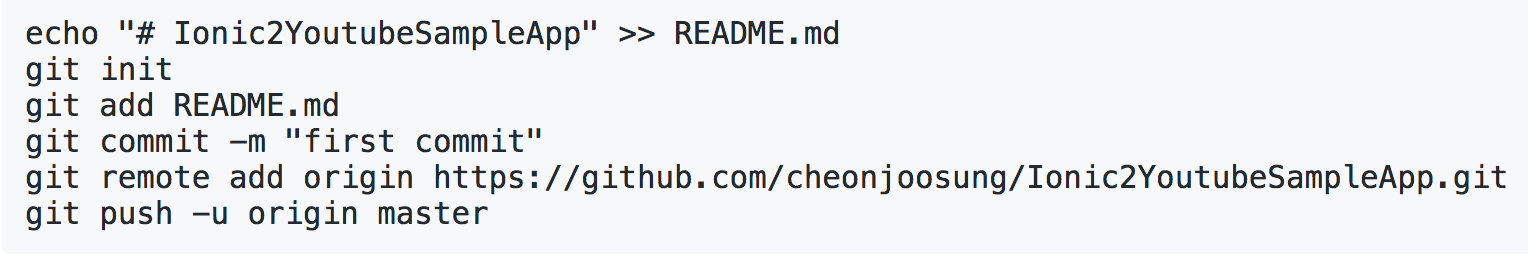 echo "# Ionic2YoutubeSampleApp" >> README.md
git init
git add README.md
git commit -m "first commit"
git remote add origin https://github.com/cheonjoosung/Ionic2YoutubeSampleApp.git
git push -u origin master